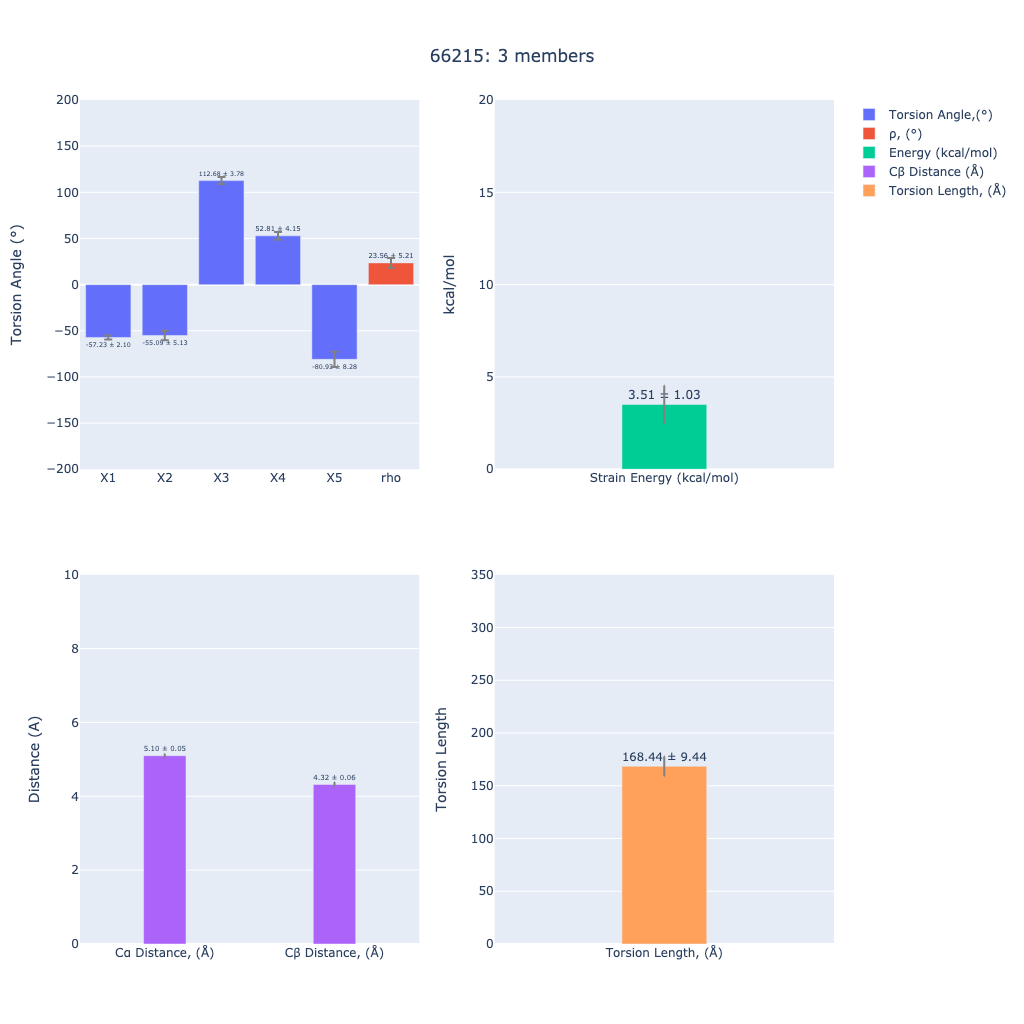 66215: 3 members
Torsion Angle (°)
200
150
100
50
0
−50
−100
−150
−200
-57.23 ± 2.10
-55.09 ± 5.13
112.68 ± 3.78
52.81 ± 4.15
-80.92 ± 8.28
23.56 ± 5.21
X1 X2 X3 X4 X5 rho
kcal/mol
20
15
10
5
0
3.51 ± 1.03
Strain Energy (kcal/mol)
Torsion Angle,(°)
ρ, (°)
Energy (kcal/mol)
Cβ Distance (Å)
Torsion Length, (Å)
Distance (A)
10
8
6
4
2
0
5.10 ± 0.05
4.32 ± 0.06
Cα Distance, (Å) Cβ Distance, (Å)
Torsion Length
350
300
250
200
150
100
50
0
168.44 ± 9.44
Torsion Length, (Å)